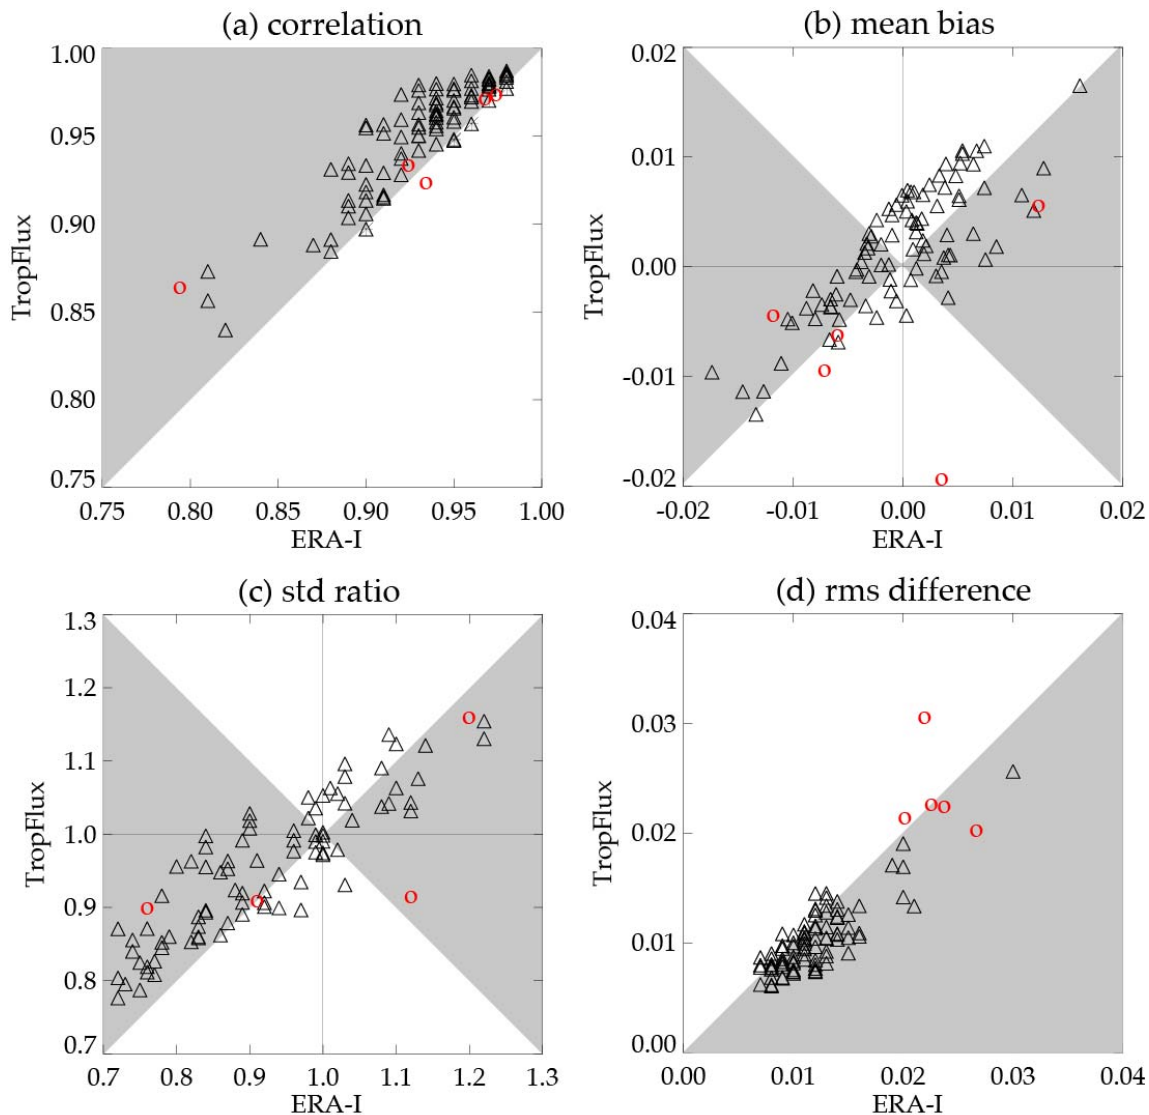 (a) correlation
1.00
0.95
0.90
0.85
0.80
0.75
TropFlux
0.75 0.80 0.85 0.90 0.95 1.00
ERA-I
(b) mean bias
0.02
0.01
0.00
-0.01
-0.02
TropFlux
-0.02 -0.01 0.00 0.01 0.02
ERA-I
(c) std ratio
1.3
1.2
1.1
1.0
0.9
0.8
0.7
TropFlux
0.7 0.8 0.9 1.0 1.1 1.2 1.3
ERA-I
(d) rms difference
0.04
0.03
0.02
0.01
0.00
TropFlux
0.00 0.01 0.02 0.03 0.04
ERA-I